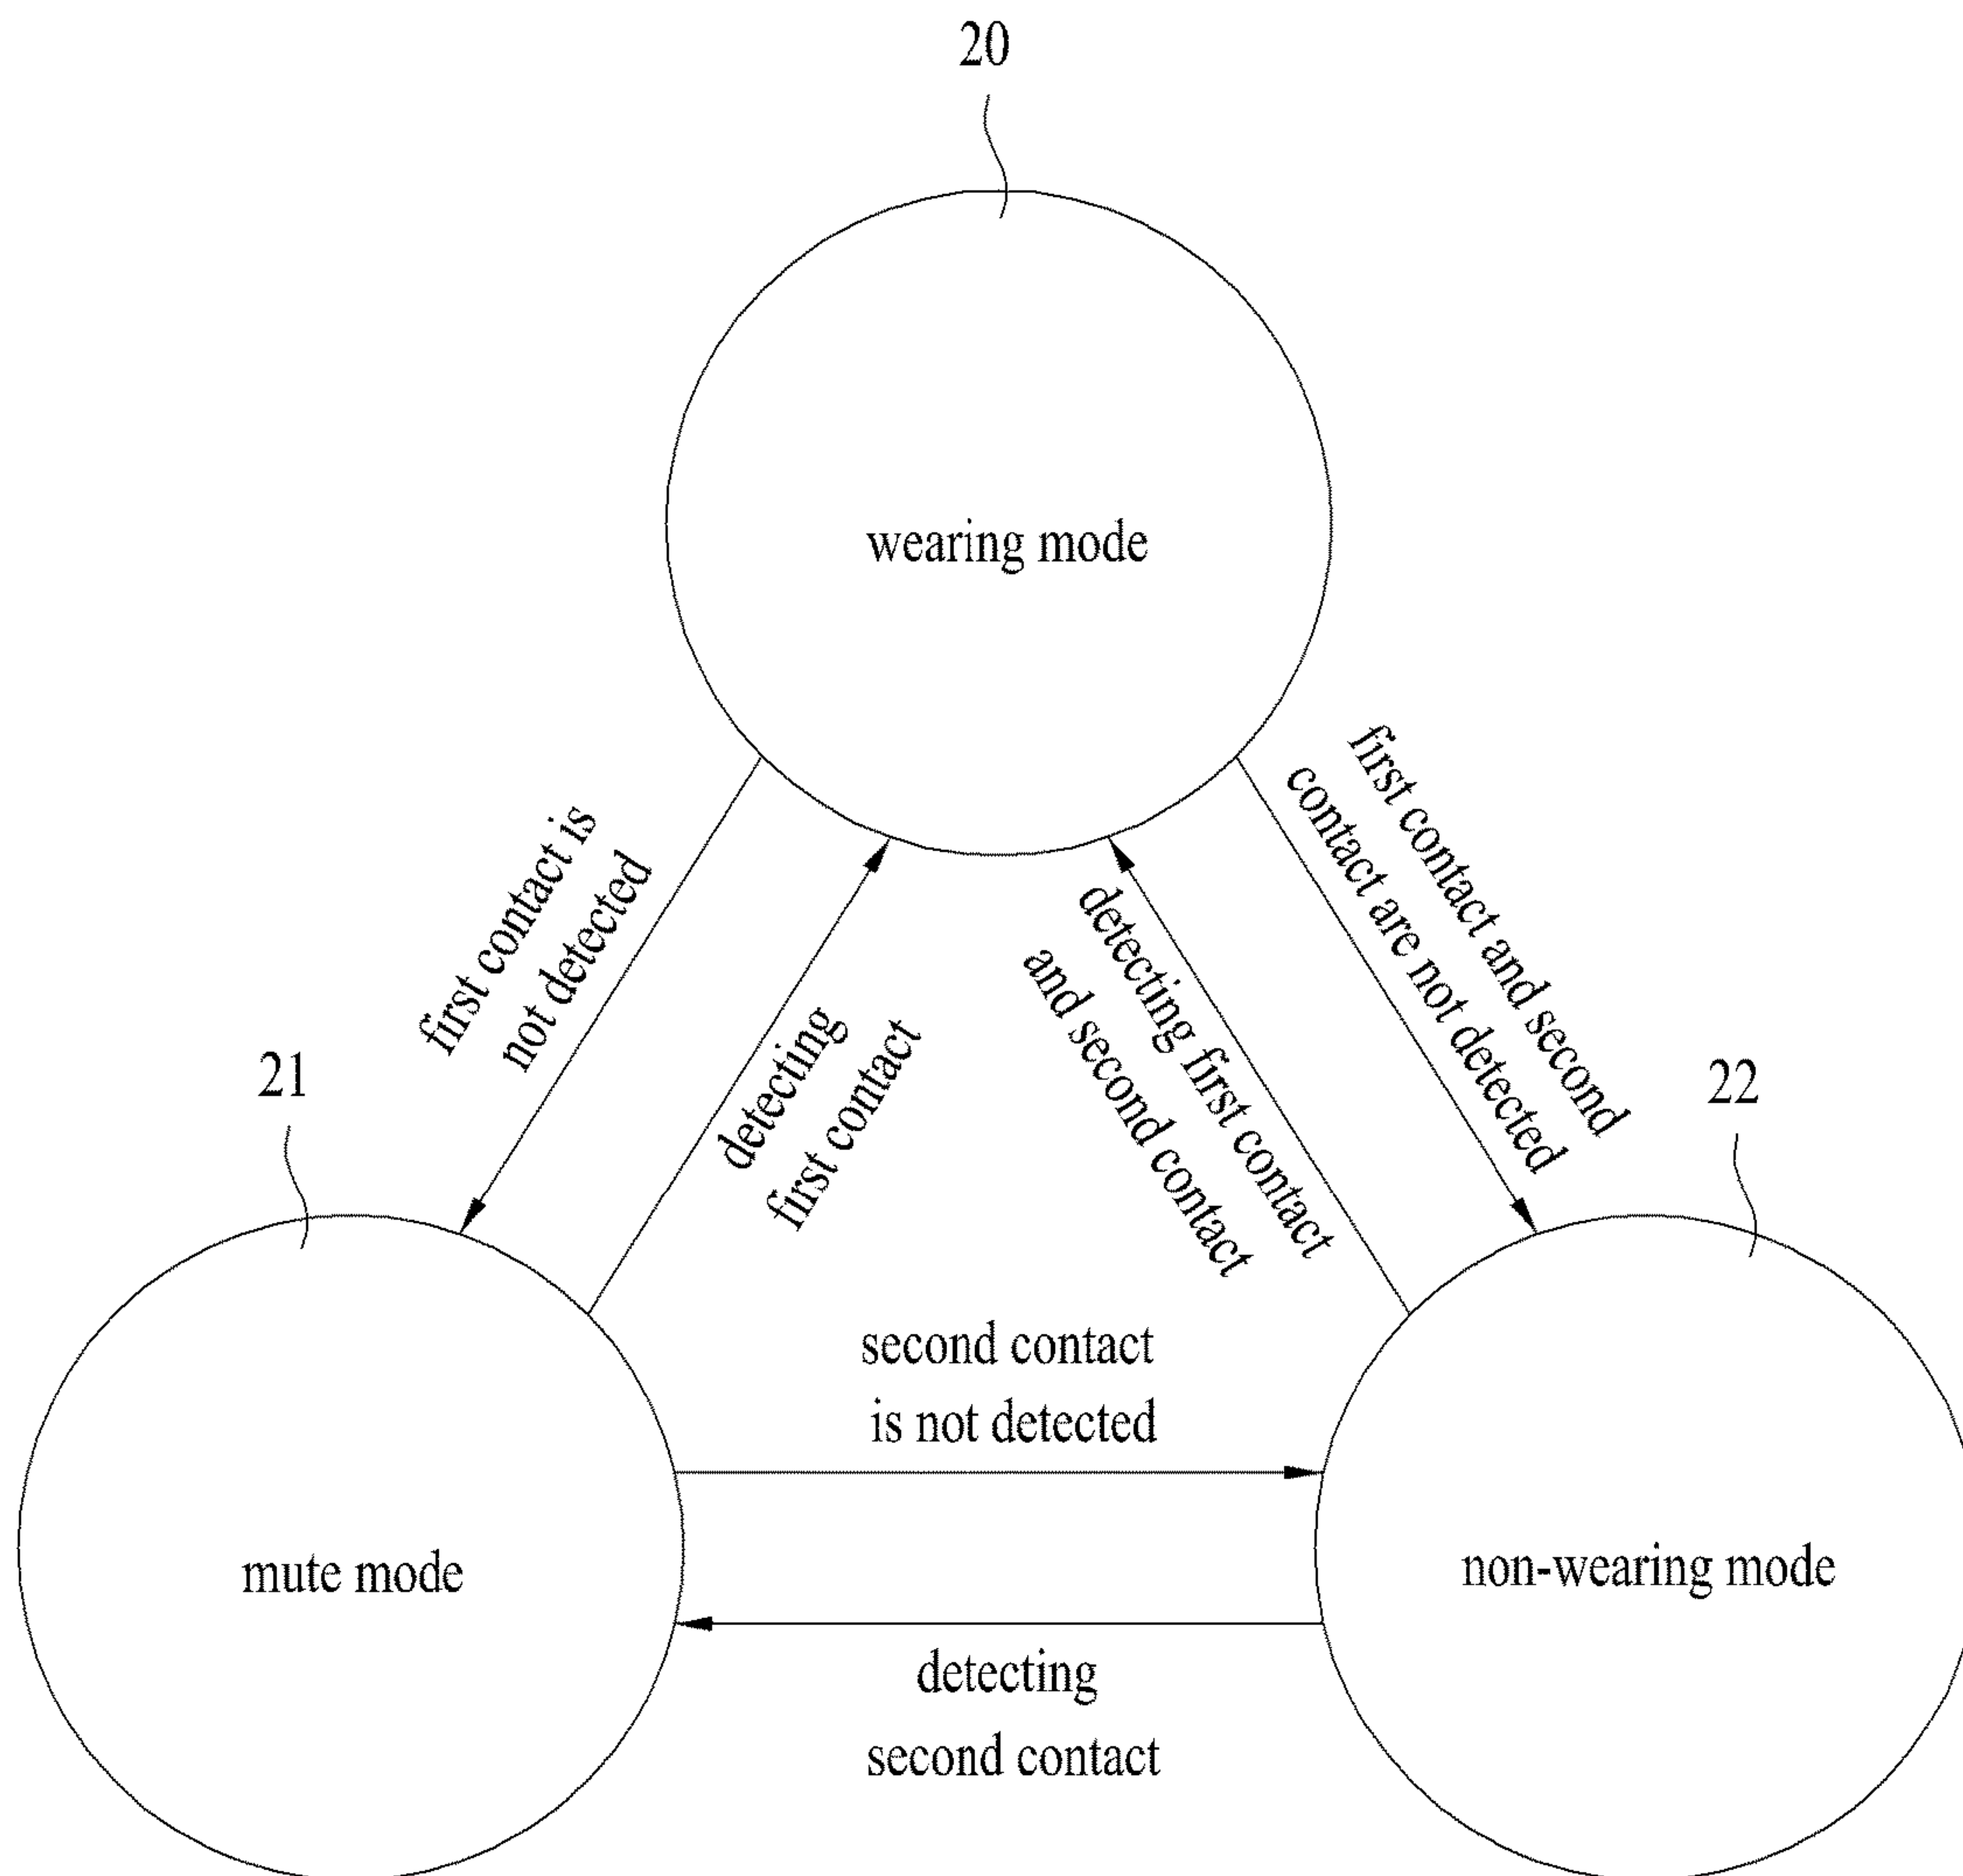 20
wearing mode
first contact is
not detected
detecting
first contact
detecting first contact
and second contact
first contact and second
contact are not detected
21
22
second contact
is not detected
mute mode
non-wearing mode
detecting
second contact